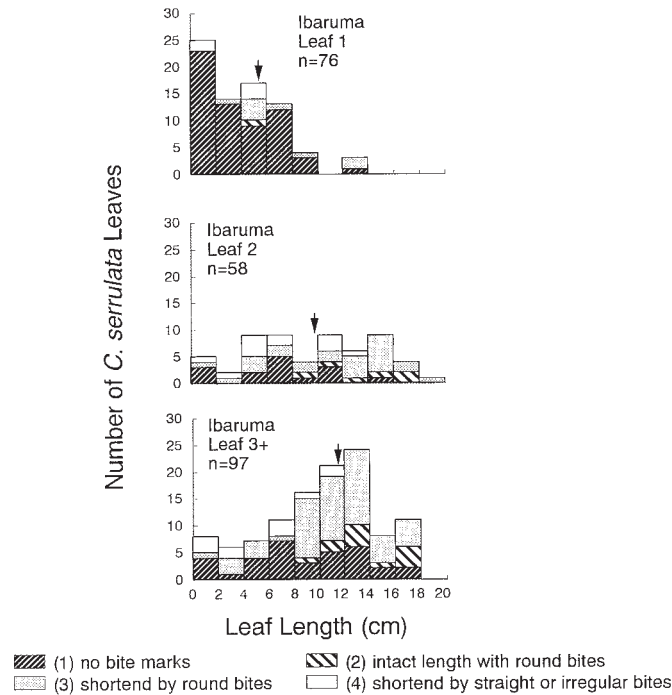 Number of C. serrulata Leaves
30
25
20
15
10
5
0
Ibaruma
Leaf 1
n=76
30
25
20
15
10
5
0
Ibaruma
Leaf 2
n=58
30
25
20
15
10
5
0
Ibaruma
Leaf 3+
n=97
0 2 4 6 8 10 12 14 16 18 20
Leaf Length (cm)
(1) no bite marks
(2) intact length with round bites
(3) shortend by round bites
(4) shortend by straight or irregular bites